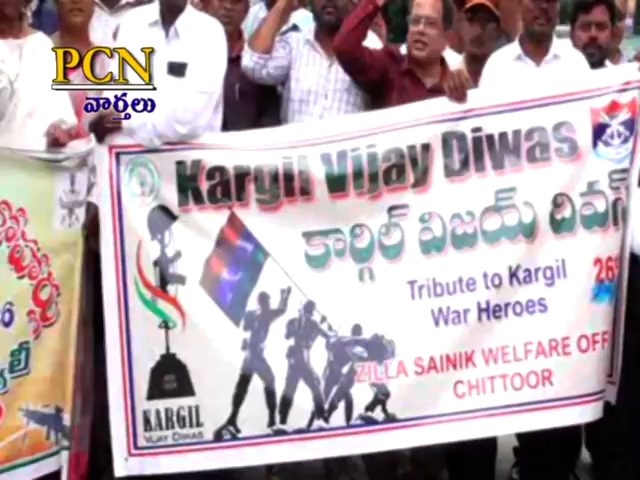 PCN
వార్తలు
Kargil Vijay Diwas
కార్గిల్ విజయ్ దివస్
Tribute to Kargil
War Heroes
26
ZILLA SAINIK WELFARE OFF
CHITTOOR
KARGIL
VIJAY DIWAS